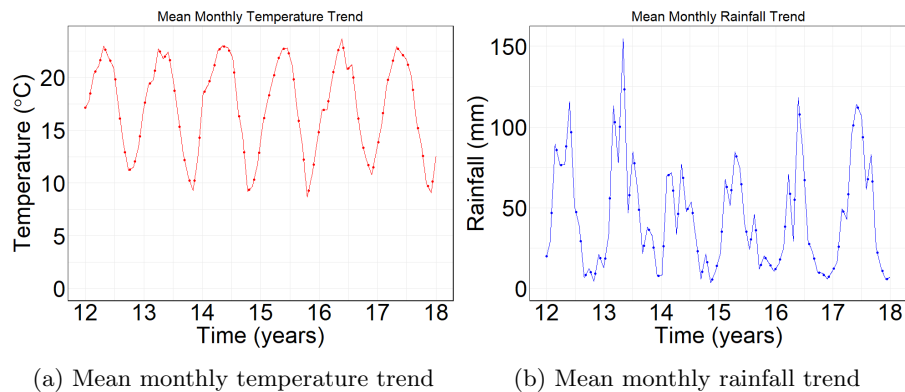 Mean Monthly Temperature Trend
Temperature (°C)
20
15
10
5
0
12 13 14 15 16 17 18
Time (years)
(a) Mean monthly temperature trend
Mean Monthly Rainfall Trend
Rainfall (mm)
150
100
50
0
12 13 14 15 16 17 18
Time (years)
(b) Mean monthly rainfall trend